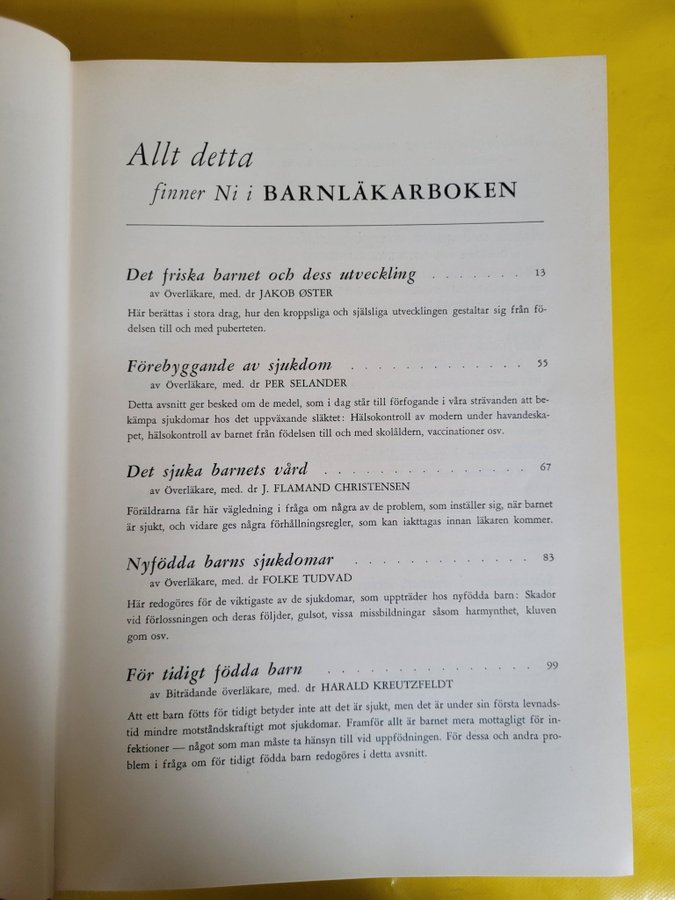 Allt detta
finner Ni i BARNLÄKARBOKEN
Det friska barnet och dess utveckling . . . . . . . 13
av Överläkare, med. dr JAKOB ØSTER
Här berättas i stora drag, hur den kroppsliga och själsliga utvecklingen gestaltar sig från fö-
delsen till och med puberteten.
Förebyggande av sjukdom . . . . . . . . . . . . . 55
av Överläkare, med. dr PER SELANDER
Detta avsnitt ger besked om de medel, som i dag står till förfogande i våra strävanden att be-
kämpa sjukdomar hos det uppväxande släktet: Hälsokontroll av modern under havandeska-
pet, hälsokontroll av barnet från födelsen till och med skolåldern, vaccinationer osv.
Det sjuka barnets vård . . . . . . . . . . . . . . 67
av Överläkare, med. dr J. FLAMAND CHRISTENSEN
Föräldrarna får här vägledning i fråga om några av de problem, som inställer sig, när barnet
är sjukt, och vidare ges några förhållningsregler, som kan iakttagas innan läkaren kommer.
Nyfödda barns sjukdomar . . . . . . . . . . . . . 83
av Överläkare, med. dr FOLKE TUDVAD
Här redogöres för de viktigaste av de sjukdomar, som uppträder hos nyfödda barn: Skador
vid förlossningen och deras följder, gulsot, vissa missbildningar såsom harmynthet, kluven
gom osv.
För tidigt födda barn . . . . . . . . . . . . . . 99
av Biträdande överläkare, med. dr HARALD KREUTZFELDT
Att ett barn fötts för tidigt betyder inte att det är sjukt, men det är under sin första levnads-
tid mindre motståndskraftigt mot sjukdomar. Framför allt är barnet mera mottagligt för in-
fektioner — något som man måste ta hänsyn till vid uppfödningen. För dessa och andra pro-
blem i fråga om för tidigt födda barn redogöres i detta avsnitt.